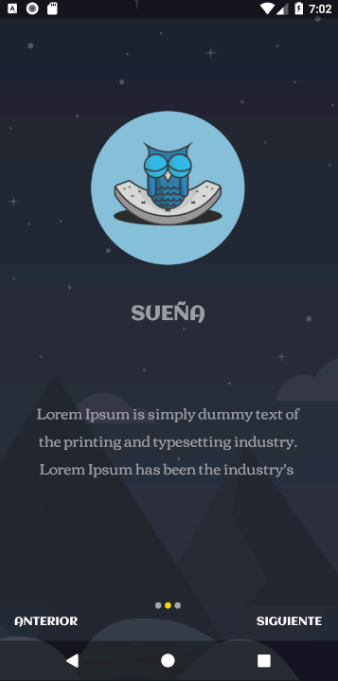 7:02
SUEÑA
Lorem Ipsum is simply dummy text of
the printing and typesetting industry.
Lorem Ipsum has been the industry's
ANTERIOR
SIGUIENTE